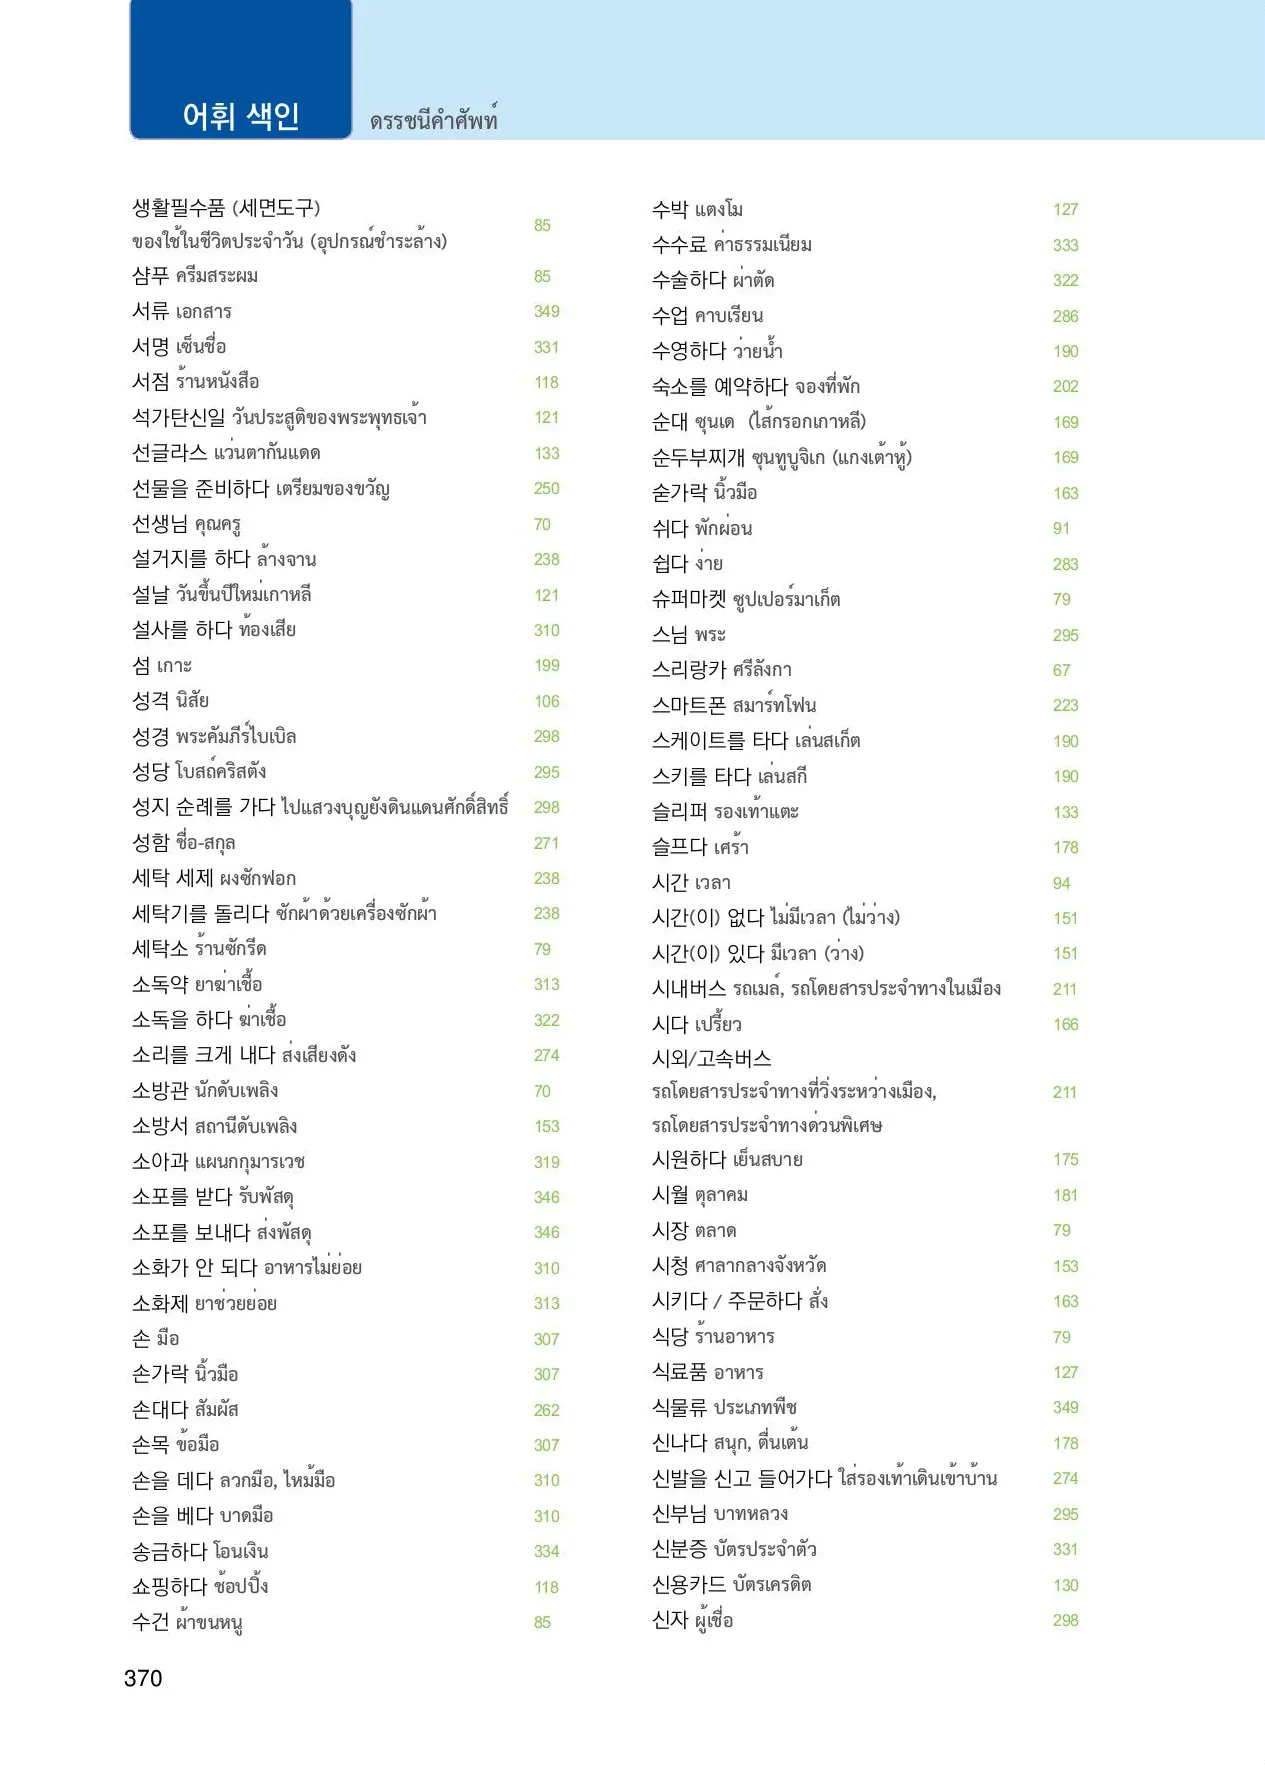 어휘 색인 ดรรชนีคำศัพท์
생활필수품 (세면도구)
ของใช้ในชีวิตประจำวัน (อุปกรณ์ชำระล้าง) 85
샴푸 ครีมสระผม 85
서류 เอกสาร 349
서명 เซ็นชื่อ 331
서점 ร้านหนังสือ 118
석가탄신일 วันประสูติของพระพุทธเจ้า 121
선글라스 แว่นตากันแดด 133
선물을 준비하다 เตรียมของขวัญ 250
선생님 คุณครู 70
설거지를 하다 ล้างจาน 238
설날 วันขึ้นปีใหม่เกาหลี 121
설사를 하다 ท้องเสีย 310
섬 เกาะ 199
성격 นิสัย 106
성경 พระคัมภีร์ไบเบิล 298
성당 โบสถ์คริสตัง 295
성지 순례를 가다 ไปแสวงบุญยังดินแดนศักดิ์สิทธิ์ 298
성함 ชื่อ-สกุล 271
세탁 세제 ผงซักฟอก 238
세탁기를 돌리다 ซักผ้าด้วยเครื่องซักผ้า 238
세탁소 ร้านซักรีด 79
소독약 ยาฆ่าเชื้อ 313
소독을 하다 ฆ่าเชื้อ 322
소리를 크게 내다 ส่งเสียงดัง 274
소방관 นักดับเพลิง 70
소방서 สถานีดับเพลิง 153
소아과 แผนกกุมารเวช 319
소포를 받다 รับพัสดุ 346
소포를 보내다 ส่งพัสดุ 346
소화가 안 되다 อาหารไม่ย่อย 310
소화제 ยาช่วยย่อย 313
손 มือ 307
손가락 นิ้วมือ 307
손대다 สัมผัส 262
손목 ข้อมือ 307
손을 데다 ลวกมือ, ไหม้มือ 310
손을 베다 บาดมือ 310
송금하다 โอนเงิน 334
쇼핑하다 ช้อปปิ้ง 118
수건 ผ้าขนหนู 85
수박 แตงโม 127
수수료 ค่าธรรมเนียม 333
수술하다 ผ่าตัด 322
수업 คาบเรียน 286
수영하다 ว่ายน้ำ 190
숙소를 예약하다 จองที่พัก 202
순대 ซุนเด (ไส้กรอกเกาหลี) 169
순두부찌개 ซุนทูบูจิเก (แกงเต้าหู้) 169
숟가락 นิ้วมือ 163
쉬다 พักผ่อน 91
쉽다 ง่าย 283
슈퍼마켓 ซูปเปอร์มาเก็ต 79
스님 พระ 295
스리랑카 ศรีลังกา 67
스마트폰 สมาร์ทโฟน 223
스케이트를 타다 เล่นสเก็ต 190
스키를 타다 เล่นสกี 190
슬리퍼 รองเท้าแตะ 133
슬프다 เศร้า 178
시간 เวลา 94
시간(이) 없다 ไม่มีเวลา (ไม่ว่าง) 151
시간(이) 있다 มีเวลา (ว่าง) 151
시내버스 รถเมล์, รถโดยสารประจำทางในเมือง 211
시다 เปรี้ยว 166
시외/고속버스
รถโดยสารประจำทางที่วิ่งระหว่างเมือง, 211
รถโดยสารประจำทางด่วนพิเศษ
시원하다 เย็นสบาย 175
시월 ตุลาคม 181
시장 ตลาด 79
시청 ศาลากลางจังหวัด 153
시키다 / 주문하다 สั่ง 163
식당 ร้านอาหาร 79
식료품 อาหาร 127
식물류 ประเภทพืช 349
신나다 สนุก, ตื่นเต้น 178
신발을 신고 들어가다 ใส่รองเท้าเดินเข้าบ้าน 274
신부님 บาทหลวง 295
신분증 บัตรประจำตัว 331
신용카드 บัตรเครดิต 130
신자 ผู้เชื่อ 298
370